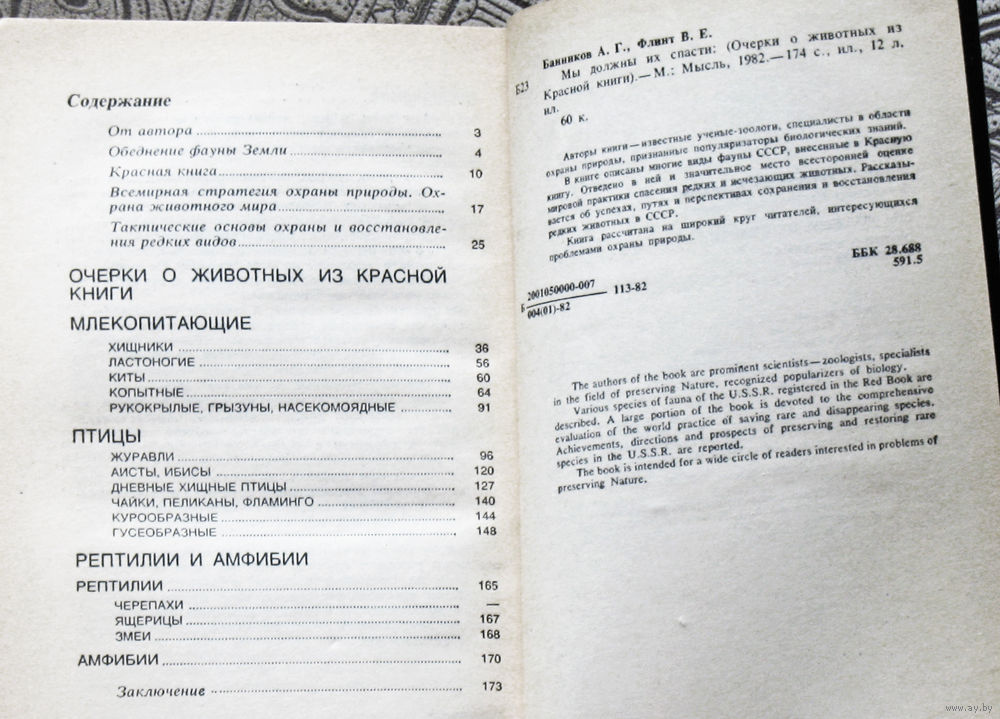 Содержание
От автора 3
Обеднение фауны Земли 4
Красная книга 10
Всемирная стратегия охраны природы. Ох-
рана животного мира 17
Тактические основы охраны и восстановле-
ния редких видов 25
ОЧЕРКИ О ЖИВОТНЫХ ИЗ КРАСНОЙ
КНИГИ
МЛЕКОПИТАЮЩИЕ
ХИЩНИКИ 36
ЛАСТОНОГИЕ 56
КИТЫ 60
КОПЫТНЫЕ 64
РУКОКРЫЛЫЕ, ГРЫЗУНЫ, НАСЕКОМОЯДНЫЕ 91
ПТИЦЫ
ЖУРАВЛИ 96
АИСТЫ, ИБИСЫ 120
ДНЕВНЫЕ ХИЩНЫЕ ПТИЦЫ 127
ЧАЙКИ, ПЕЛИКАНЫ, ФЛАМИНГО 140
КУРООБРАЗНЫЕ 144
ГУСЕОБРАЗНЫЕ 148
РЕПТИЛИИ И АМФИБИИ
РЕПТИЛИИ 165
ЧЕРЕПАХИ —
ЯЩЕРИЦЫ 167
ЗМЕИ 168
АМФИБИИ 170
Заключение 173
Банников А. Г., Флинт В. Е.
Б23 Мы должны их спасти: (Очерки о животных из
Красной книги).—М.: Мысль, 1982.—174 с., ил., 12 л.
ил.
60 к.
Авторы книги—известные ученые-зоологи, специалисты в области
охраны природы, признанные популяризаторы биологических знаний.
В книге описаны многие виды фауны СССР, внесенные в Красную
книгу. Отведено в ней и значительное место всесторонней оценке
мировой практики спасения редких и исчезающих животных. Рассказы-
вается об успехах, путях и перспективах сохранения и восстановления
редких животных в СССР.
Книга рассчитана на широкий круг читателей, интересующихся
проблемами охраны природы.
ББК 28.688
591.5
Б 2001050000-007 113-82
004(01)-82
The authors of the book are prominent scientists—zoologists, specialists
in the field of preserving Nature, recognized popularizers of biology.
Various species of fauna of the U.S.S.R. registered in the Red Book are
described. A large portion of the book is devoted to the comprehensive
evaluation of the world practice of saving rare and disappearing species.
Achievements, directions and prospects of preserving and restoring rare
species in the U.S.S.R. are reported.
The book is intended for a wide circle of readers interested in problems of
preserving Nature.
www.ay.by